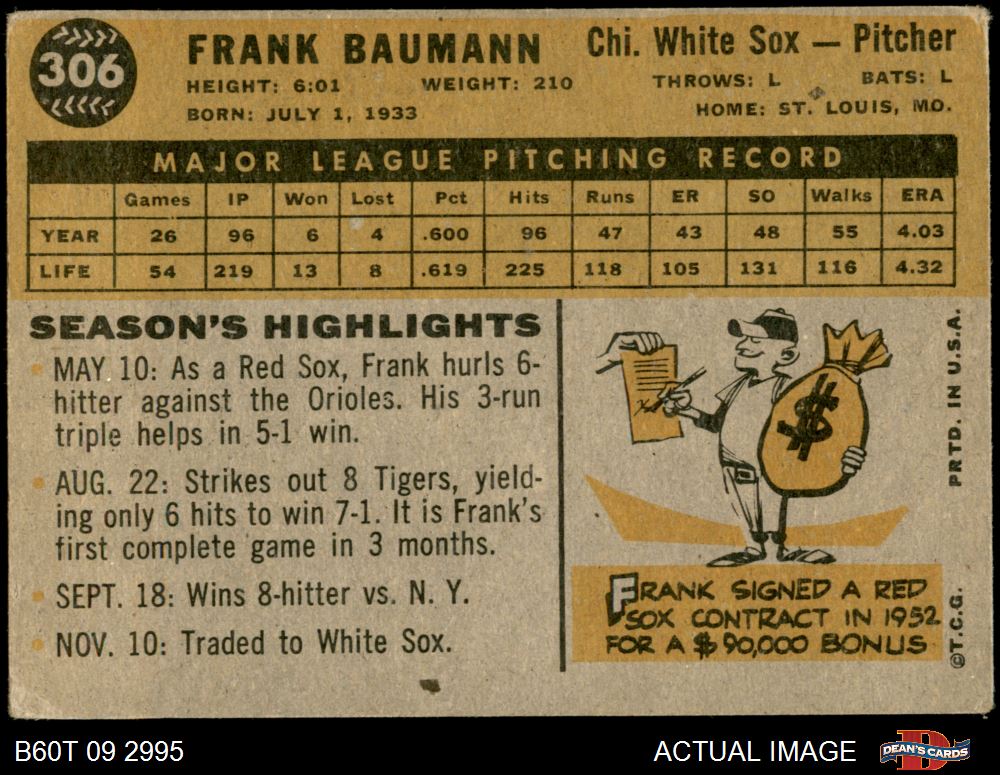 306
FRANK BAUMANN
Chi. White Sox — Pitcher
HEIGHT: 6:01 WEIGHT: 210 THROWS: L BATS: L
BORN: JULY 1, 1933 HOME: ST. LOUIS, MO.
MAJOR LEAGUE PITCHING RECORD
Games IP Won Lost Pct Hits Runs ER SO Walks ERA
YEAR 26 96 6 4 .600 96 47 43 48 55 4.03
LIFE 54 219 13 8 .619 225 118 105 131 116 4.32
SEASON'S HIGHLIGHTS
MAY 10: As a Red Sox, Frank hurls 6-
hitter against the Orioles. His 3-run
triple helps in 5-1 win.
AUG. 22: Strikes out 8 Tigers, yield-
ing only 6 hits to win 7-1. It is Frank's
first complete game in 3 months.
SEPT. 18: Wins 8-hitter vs. N. Y.
NOV. 10: Traded to White Sox.
$
FRANK SIGNED A RED
SOX CONTRACT IN 1952
FOR A $90,000 BONUS
©T.C.G. PRTD. IN U.S.A.
B60T 09 2995 ACTUAL IMAGE DEAN'S CARDS